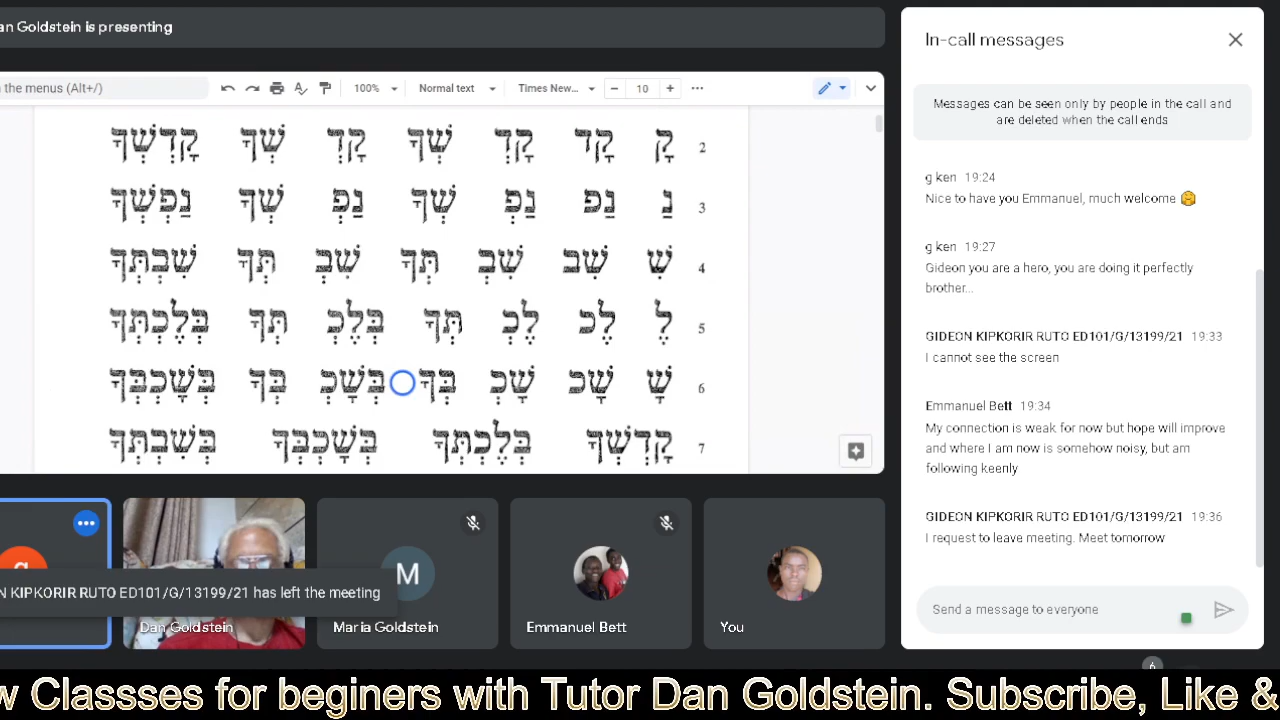 an Goldstein is presenting
the menus (Alt+/)
100%
Normal text
Times New...
10
קָ קָד קָדְ שְׁךָ קָדְ שְׁךָ קָדְשְׁךָ 2
נַ נַפ נַפְ שְׁךָ נַפְ שְׁךָ נַפְשְׁךָ 3
שִׁ שִׁב שִׁבְ תְּךָ שִׁבְ תְּךָ שִׁבְתְּךָ 4
לֶ לֶכ לֶכְ תְּךָ בְּלֶכְ תְּךָ בְּלֶכְתְּךָ 5
שָׁ שָׁכ שָׁכְ בְּךָ בְּשָׁכְ בְּךָ בְּשָׁכְבְּךָ 6
קָדְשְׁךָ בְּלֶכְתְּךָ בְּשָׁכְבְּךָ בְּשִׁבְתְּךָ 7
N KIPKORIR RUTO ED101/G/13199/21 has left the meeting
Dan Goldstein
M
Maria Goldstein
Emmanuel Bett
You
In-call messages
Messages can be seen only by people in the call and
are deleted when the call ends
g ken 19:24
Nice to have you Emmanuel, much welcome 🤗
g ken 19:27
Gideon you are a hero, you are doing it perfectly
brother...
GIDEON KIPKORIR RUTO ED101/G/13199/21 19:33
I cannot see the screen
Emmanuel Bett 19:34
My connection is weak for now but hope will improve
and where I am now is somehow noisy, but am
following keenly
GIDEON KIPKORIR RUTO ED101/G/13199/21 19:36
I request to leave meeting. Meet tomorrow
Send a message to everyone
6
w Classses for beginers with Tutor Dan Goldstein. Subscribe, Like &